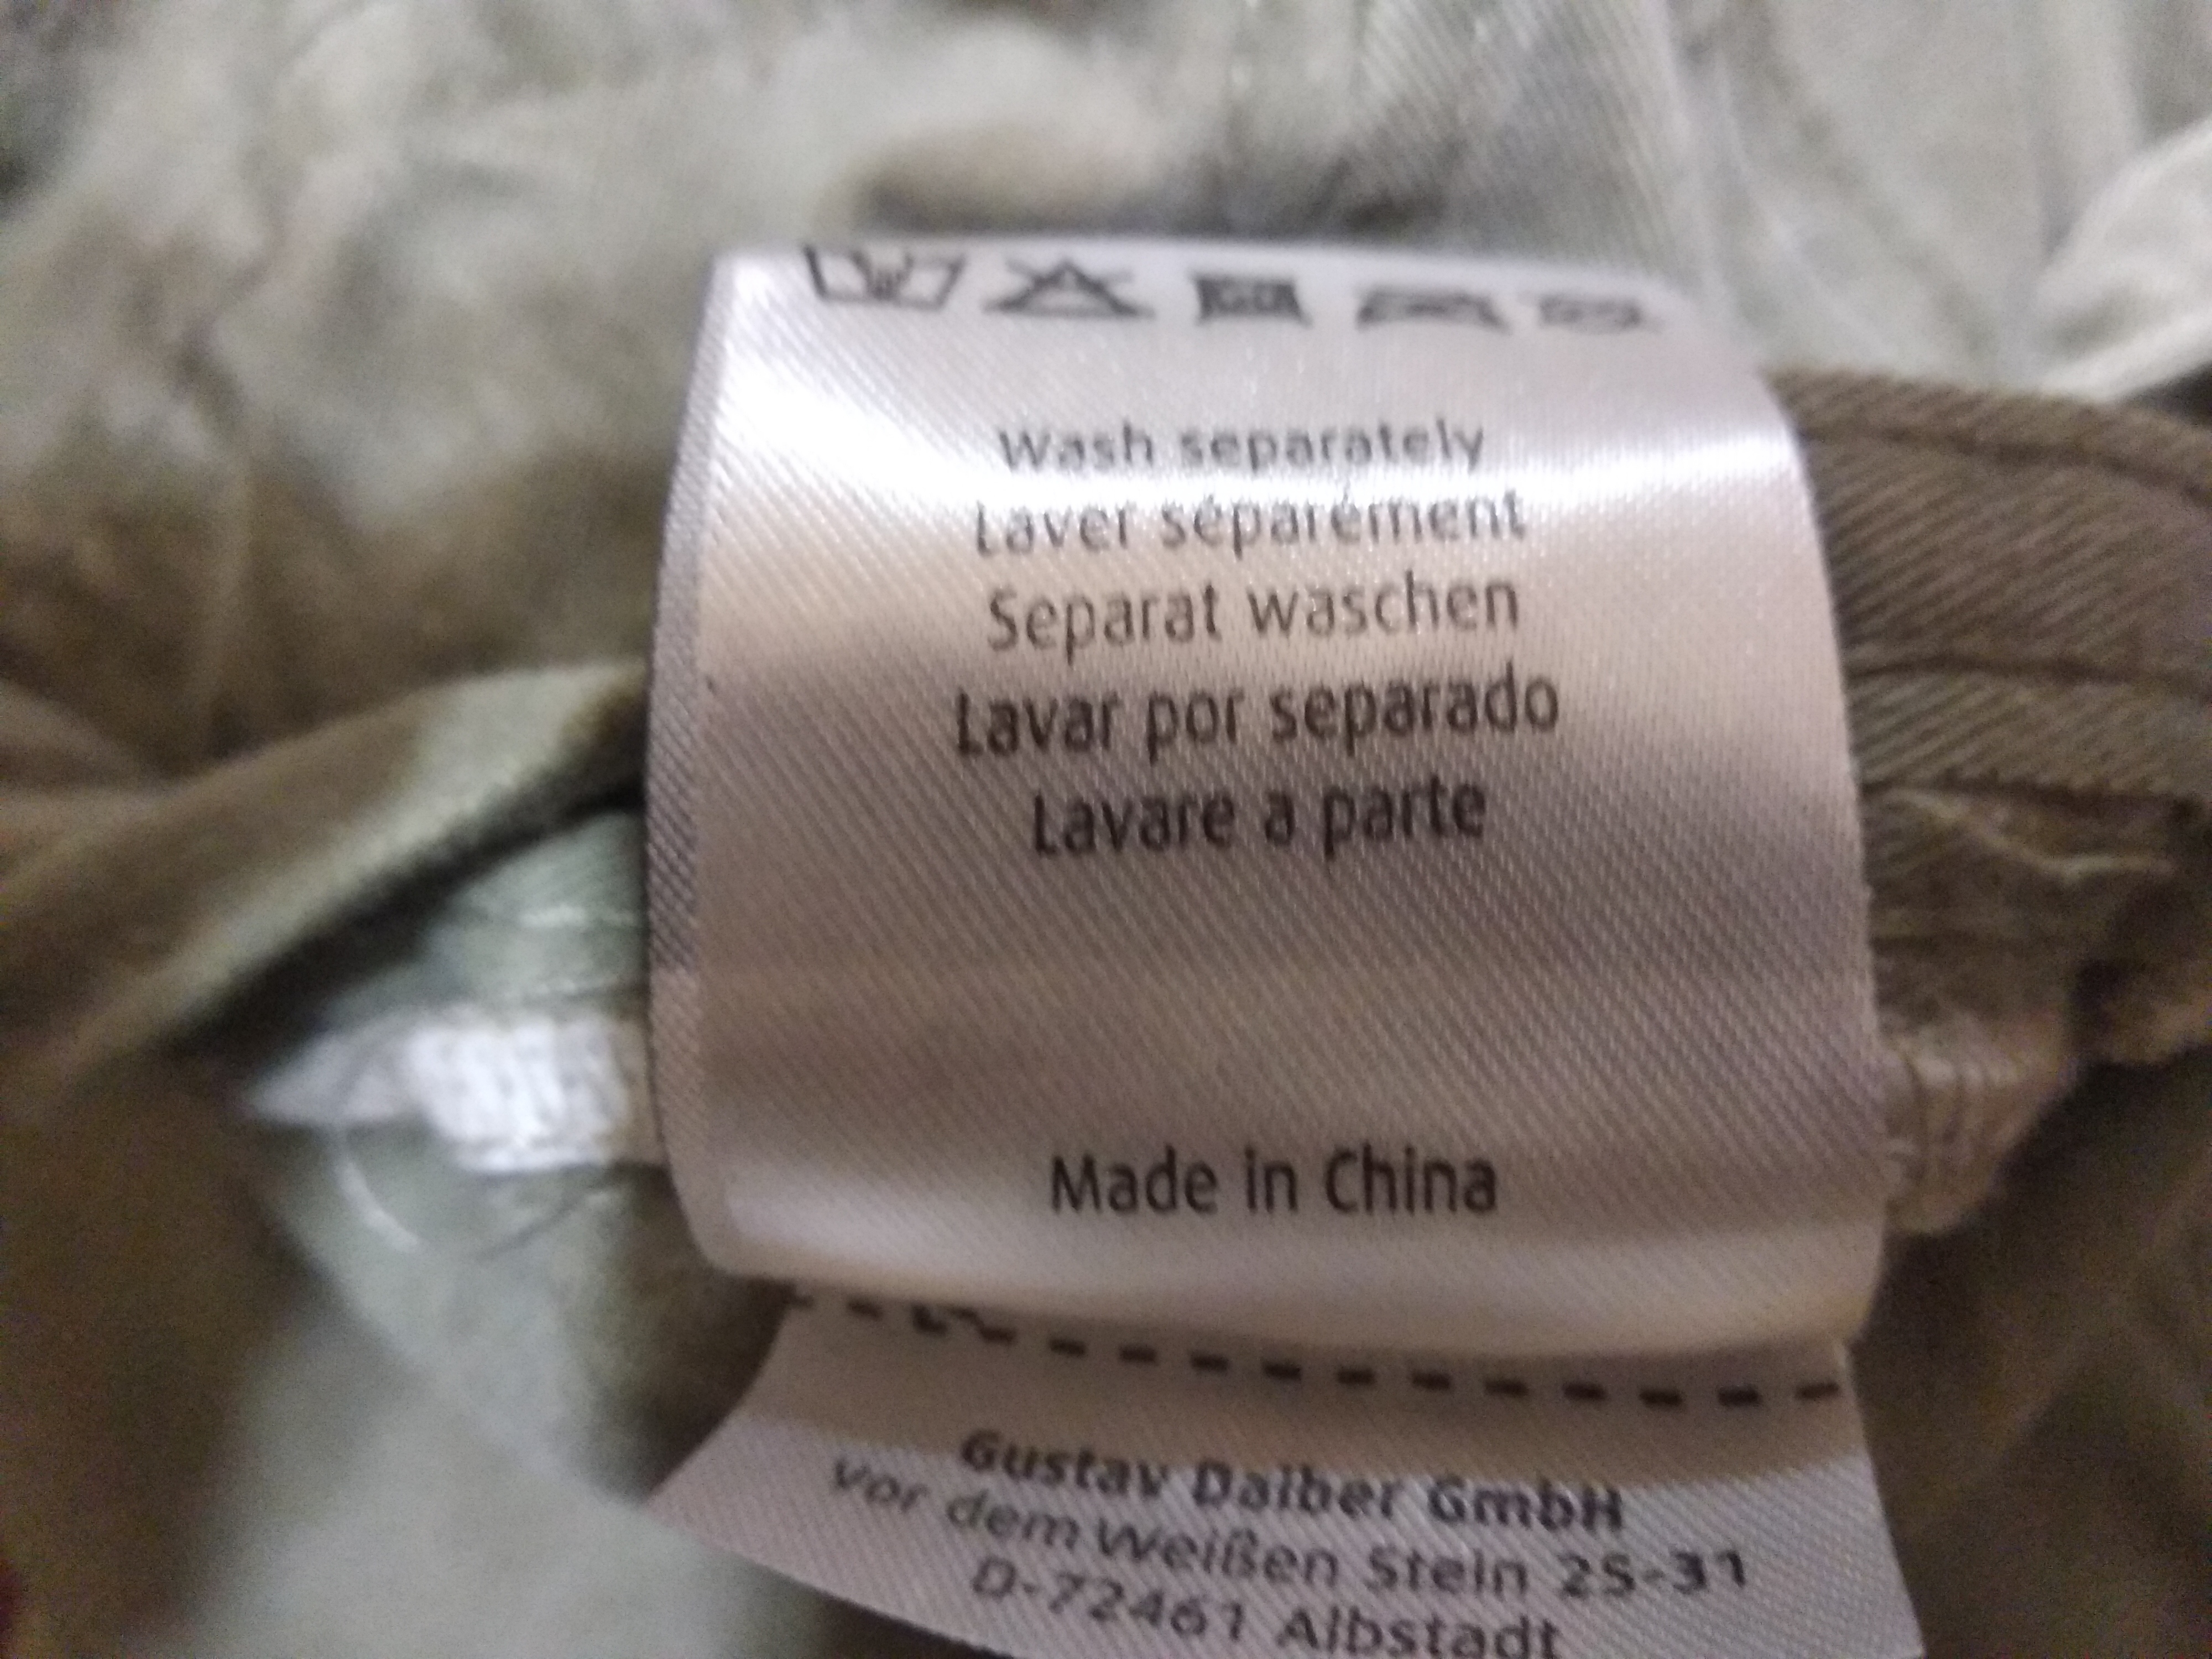 Wash separately
Laver séparément
Separat waschen
Lavar por separado
Lavare a parte
Made in China
Gustav Daiber GmbH
Vor dem Weißen Stein 25-31
D-72461 Albstadt